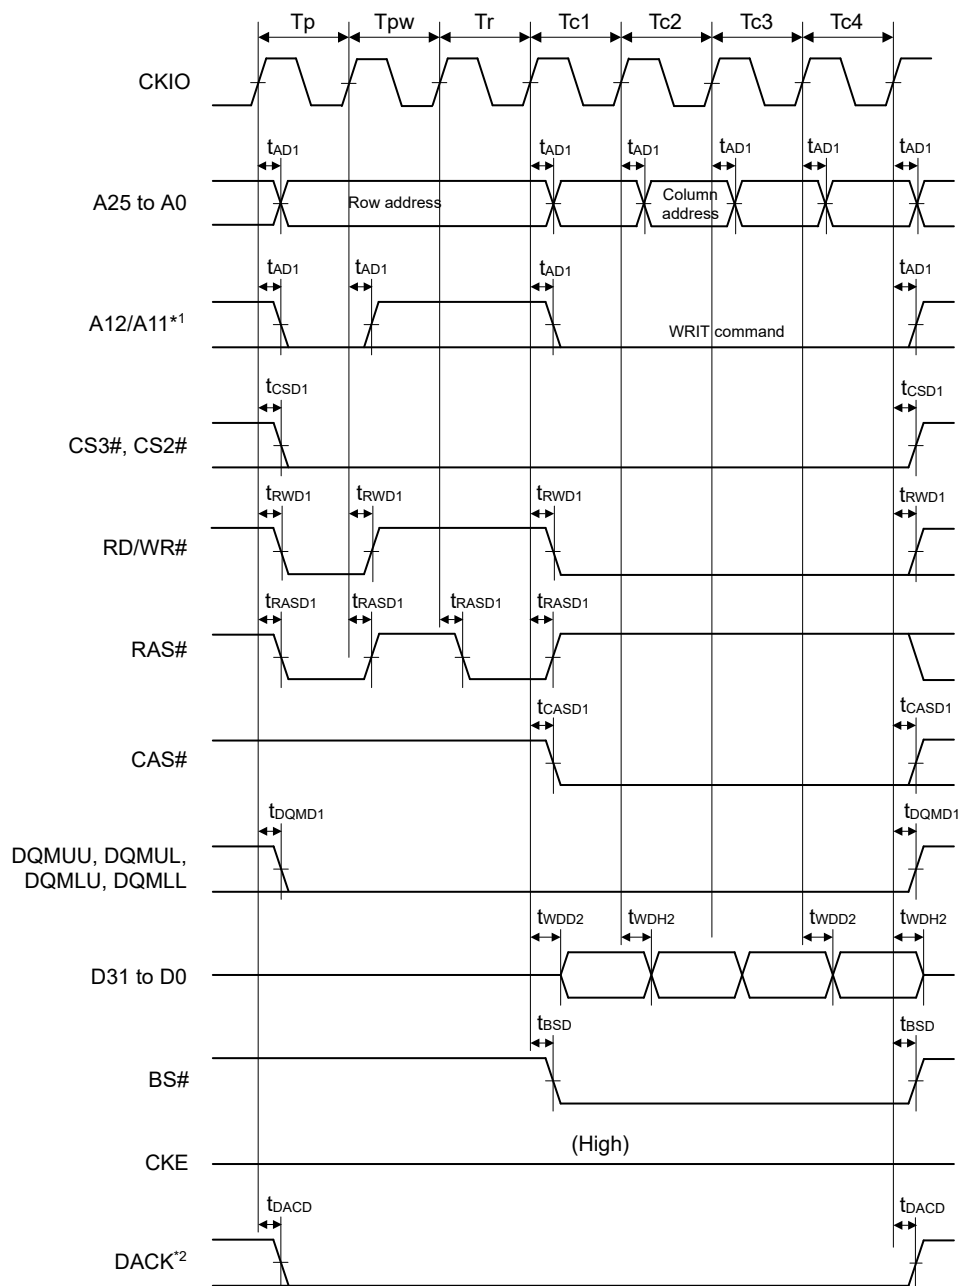 Tp Tpw Tr Tc1 Tc2 Tc3 Tc4
CKIO
tAD1 tAD1 tAD1 tAD1 tAD1 tAD1
A25 to A0
Row address
Column
address
tAD1 tAD1 tAD1 tAD1
A12/A11*1
WRIT command
tCSD1 tCSD1
CS3#, CS2#
tRWD1 tRWD1 tRWD1 tRWD1
RD/WR#
tRASD1 tRASD1 tRASD1 tRASD1
RAS#
tCASD1 tCASD1
CAS#
tDQMD1 tDQMD1
DQMUU, DQMUL,
DQMLU, DQMLL
tWDD2 tWDH2 tWDD2 tWDH2
D31 to D0
tBSD tBSD
BS#
(High)
CKE
tDACD tDACD
DACK*2